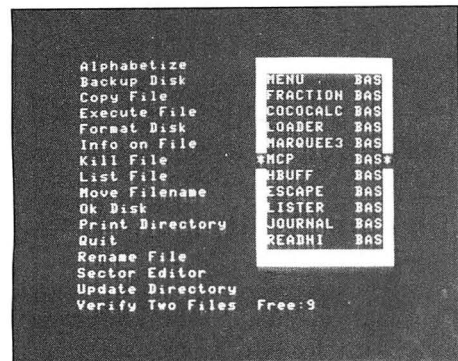 Alphabetize
Backup Disk
Copy File
Execute File
Format Disk
Info on File
Kill File
List File
Move Filename
Ok Disk
Print Directory
Quit
Rename File
Sector Editor
Update Directory
Verify Two Files Free:9
MENU BAS
FRACTION BAS
COCOCALC BAS
LOADER BAS
MARQUEE3 BAS
*MCP BAS*
HBUFF BAS
ESCAPE BAS
LISTER BAS
JOURNAL BAS
READHI BAS